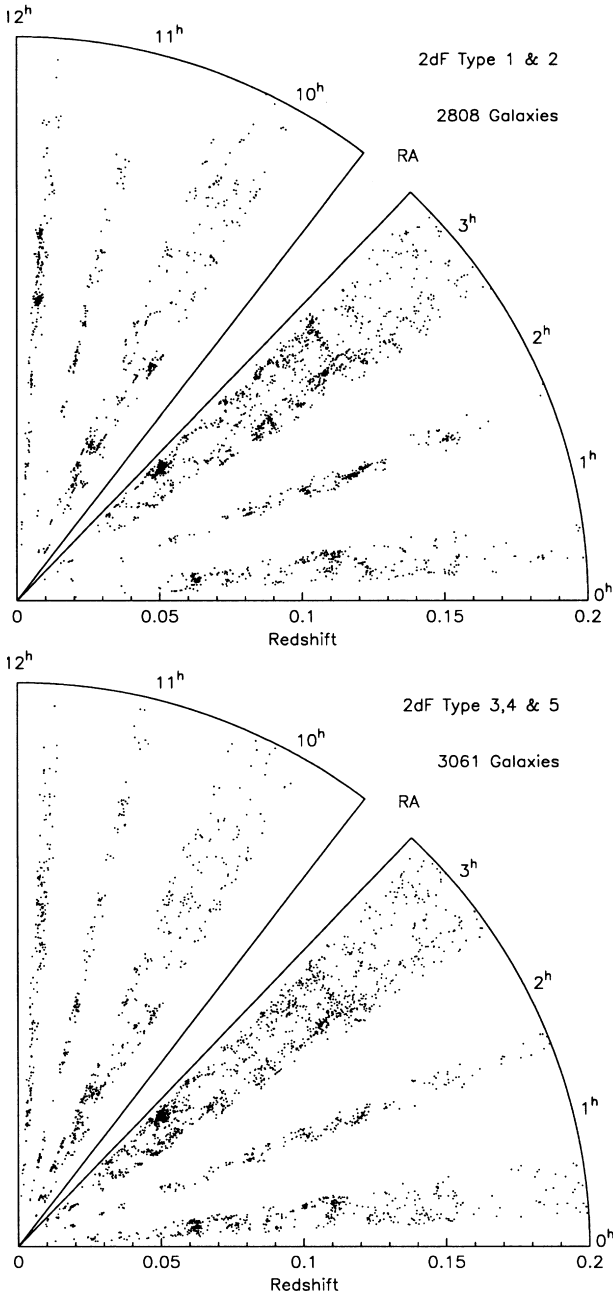 12h
11h
10h
2dF Type 1 & 2
2808 Galaxies
RA
3h
2h
1h
0h
0 0.05 0.1 0.15 0.2
Redshift
12h
11h
10h
2dF Type 3,4 & 5
3061 Galaxies
RA
3h
2h
1h
0h
0 0.05 0.1 0.15 0.2
Redshift